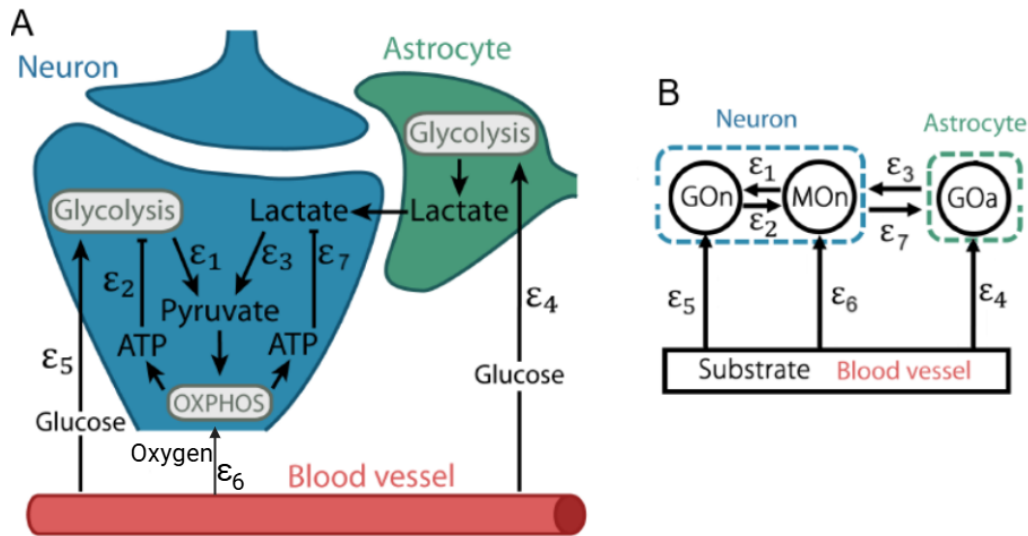 A
Neuron
Astrocyte
Glycolysis
Glycolysis
Lactate
Lactate
ε1
ε3
ε7
ε2
Pyruvate
ε4
ATP
ATP
ε5
Glucose
OXPHOS
Glucose
Oxygen
ε6
Blood vessel
B
Neuron
Astrocyte
GOn
ε1
ε2
MOn
ε3
ε7
GOa
ε5
ε6
ε4
Substrate Blood vessel